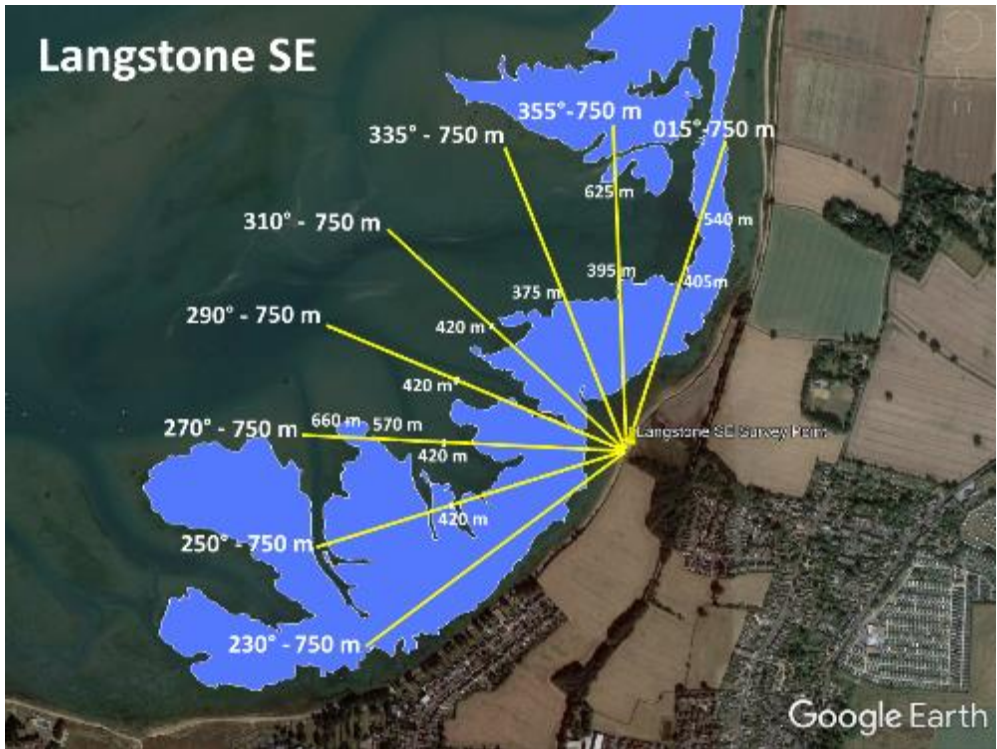 Langstone SE
355°-750 m
335° - 750 m
015°-750 m
625 m
310° - 750 m
540 m
395m
405m
375 m
290° - 750 m
420 m
420 m
660 m
570 m
270° - 750 m
Langstone SE Survey Point
420 m
420 m
250° - 750 m
230° - 750 m
Google Earth